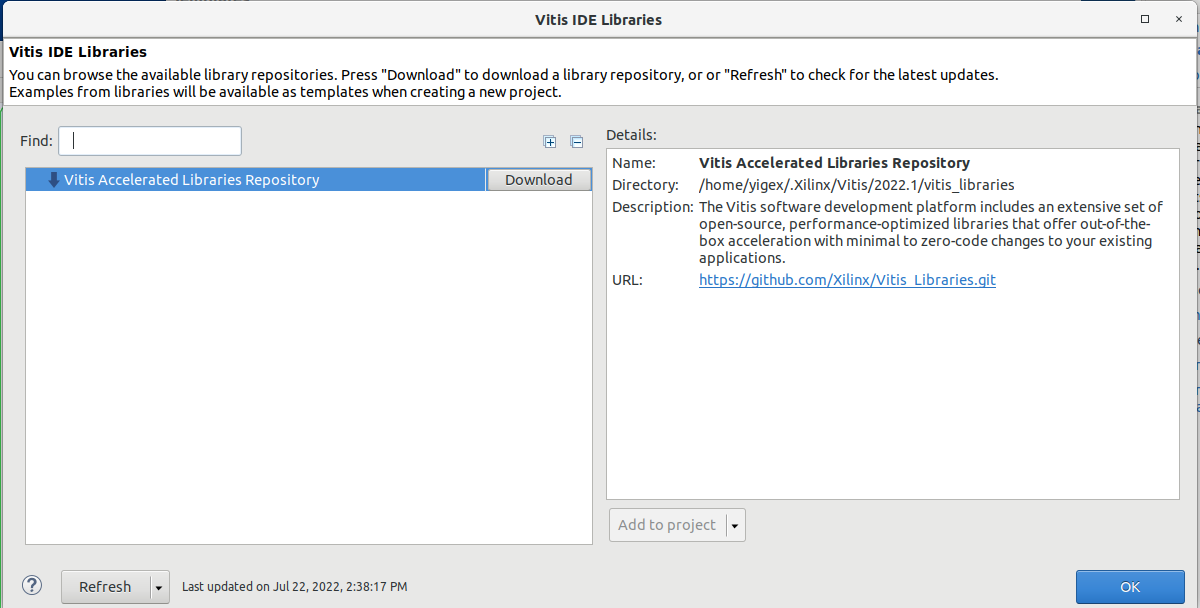 Vitis IDE Libraries
Vitis IDE Libraries
You can browse the available library repositories. Press "Download" to download a library repository, or or "Refresh" to check for the latest updates.
Examples from libraries will be available as templates when creating a new project.
Find:
Vitis Accelerated Libraries Repository
Download
Details:
Name: Vitis Accelerated Libraries Repository
Directory: /home/yigex/.Xilinx/Vitis/2022.1/vitis_libraries
Description: The Vitis software development platform includes an extensive set of
open-source, performance-optimized libraries that offer out-of-the-
box acceleration with minimal to zero-code changes to your existing
applications.
URL: https://github.com/Xilinx/Vitis_Libraries.git
Add to project
? Refresh Last updated on Jul 22, 2022, 2:38:17 PM
OK